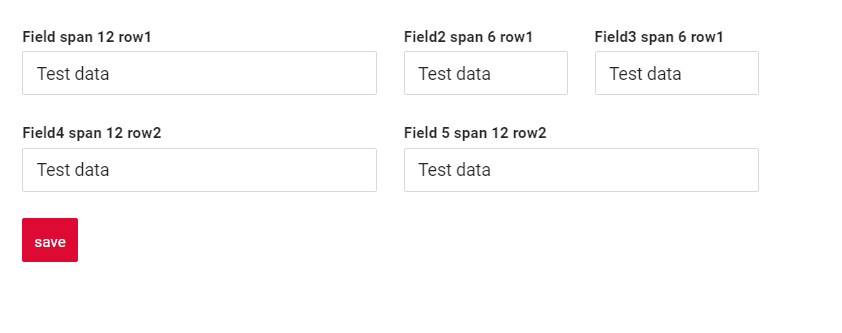 Field span 12 row1
Field2 span 6 row1
Field3 span 6 row1
Test data
Test data
Test data
Field4 span 12 row2
Field 5 span 12 row2
Test data
Test data
save